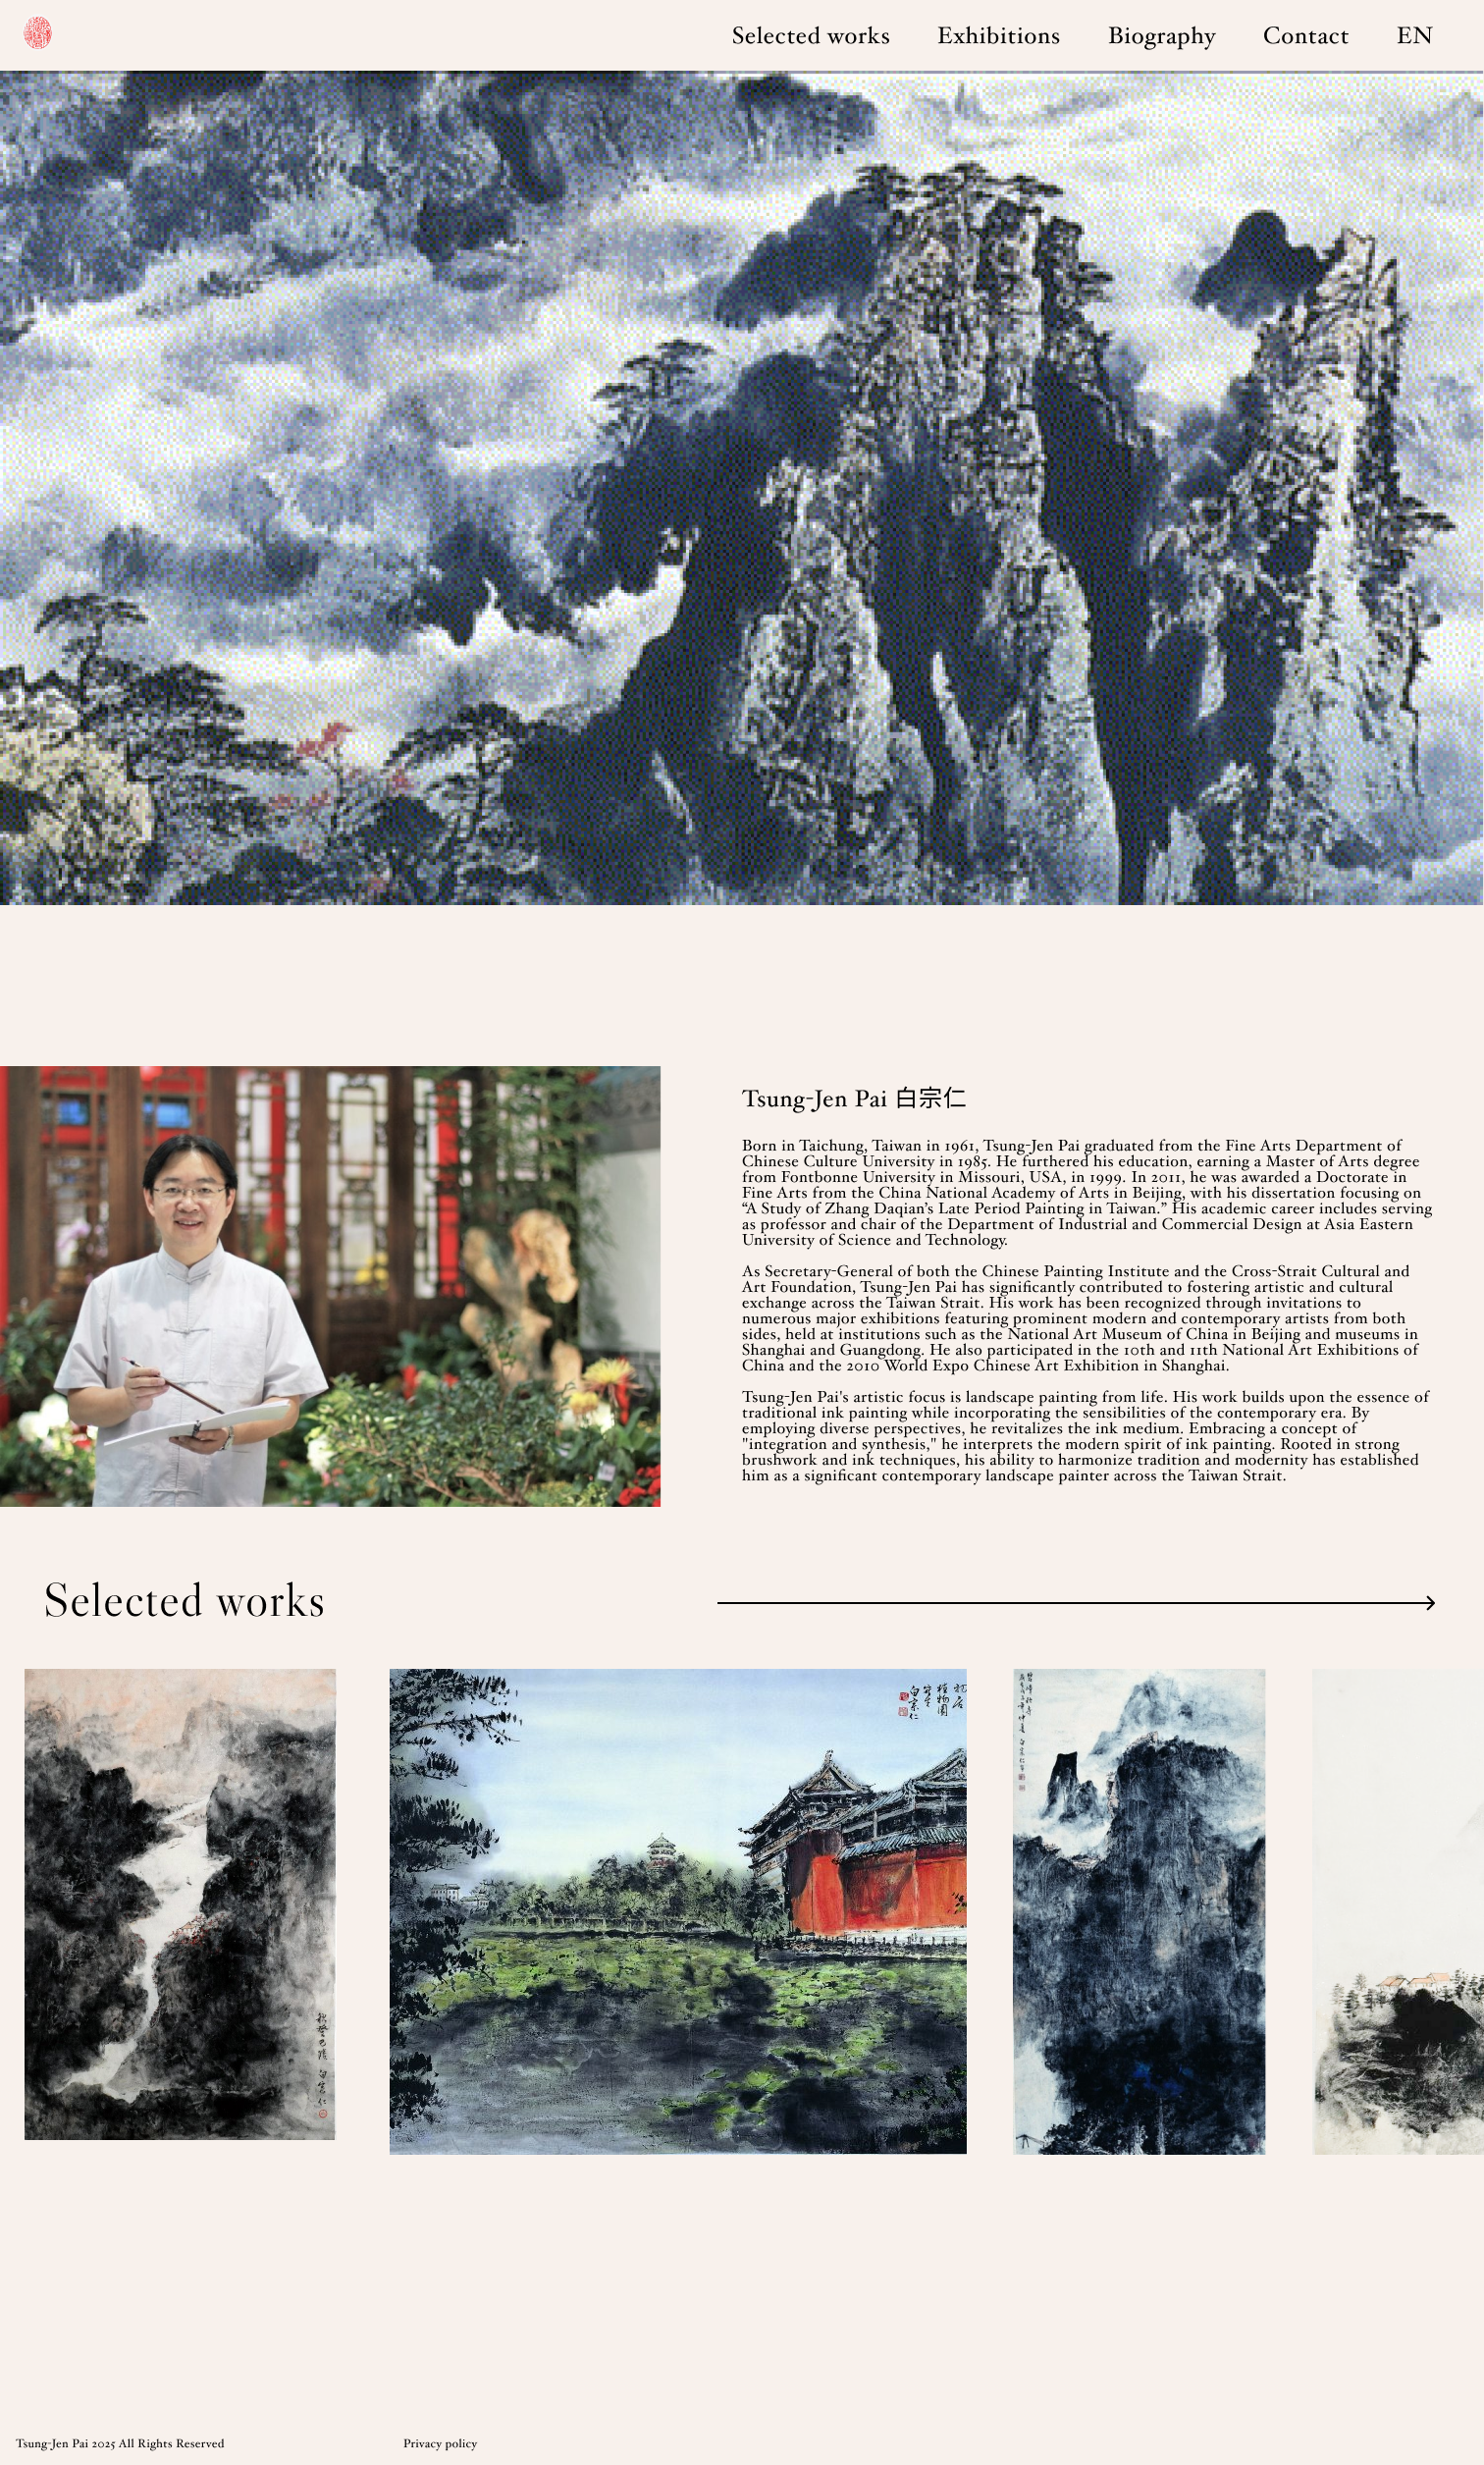 Selected works Exhibitions Biography Contact EN
Tsung-Jen Pai 白宗仁
Born in Taichung, Taiwan in 1961, Tsung-Jen Pai graduated from the Fine Arts Department of
Chinese Culture University in 1985. He furthered his education, earning a Master of Arts degree
from Fontbonne University in Missouri, USA, in 1999. In 2011, he was awarded a Doctorate in
Fine Arts from the China National Academy of Arts in Beijing, with his dissertation focusing on
“A Study of Zhang Daqian’s Late Period Painting in Taiwan.” His academic career includes serving
as professor and chair of the Department of Industrial and Commercial Design at Asia Eastern
University of Science and Technology.
As Secretary-General of both the Chinese Painting Institute and the Cross-Strait Cultural and
Art Foundation, Tsung-Jen Pai has significantly contributed to fostering artistic and cultural
exchange across the Taiwan Strait. His work has been recognized through invitations to
numerous major exhibitions featuring prominent modern and contemporary artists from both
sides, held at institutions such as the National Art Museum of China in Beijing and museums in
Shanghai and Guangdong. He also participated in the 10th and 11th National Art Exhibitions of
China and the 2010 World Expo Chinese Art Exhibition in Shanghai.
Tsung-Jen Pai's artistic focus is landscape painting from life. His work builds upon the essence of
traditional ink painting while incorporating the sensibilities of the contemporary era. By
employing diverse perspectives, he revitalizes the ink medium. Embracing a concept of
"integration and synthesis," he interprets the modern spirit of ink painting. Rooted in strong
brushwork and ink techniques, his ability to harmonize tradition and modernity has established
him as a significant contemporary landscape painter across the Taiwan Strait.
Selected works
植物園
白宗仁
白宗仁
Tsung-Jen Pai 2025 All Rights Reserved
Privacy policy